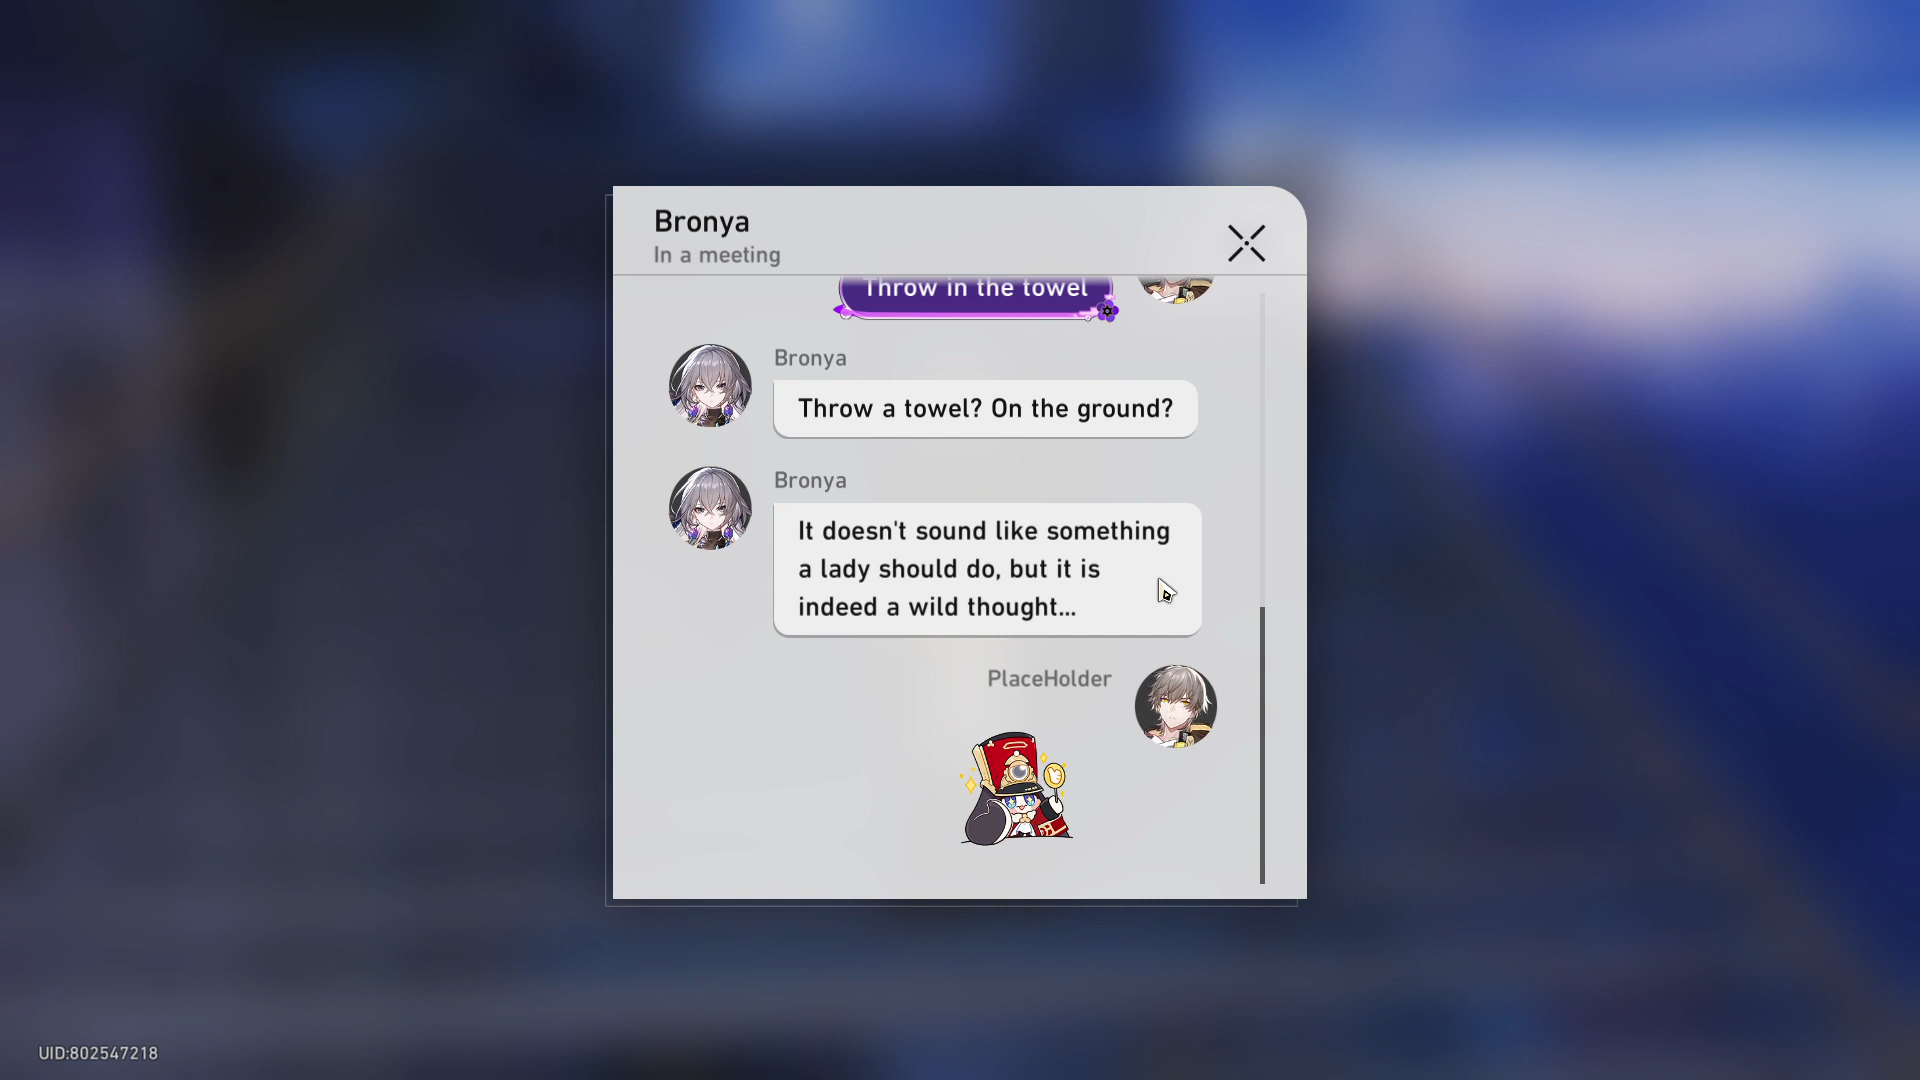 Bronya
In a meeting
Throw in the towel
Bronya
Throw a towel? On the ground?
Bronya
It doesn't sound like something
a lady should do, but it is
indeed a wild thought...
PlaceHolder
UID:802547218